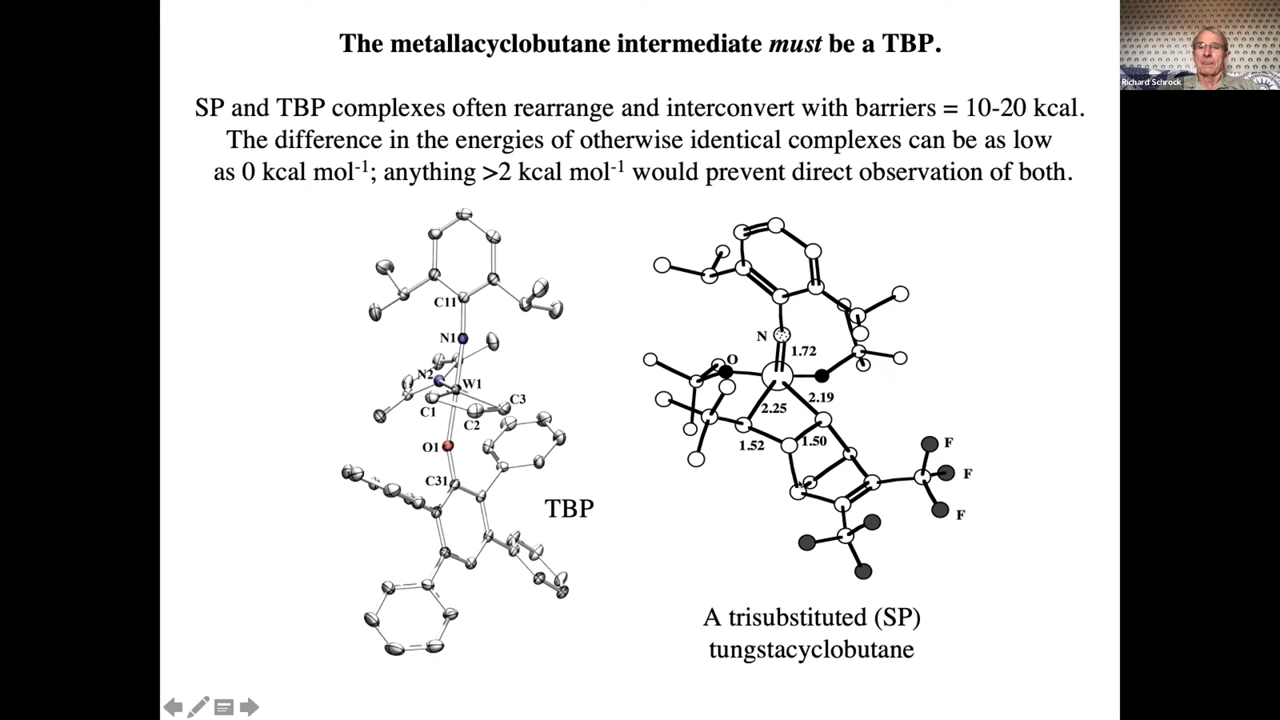 The metallacyclobutane intermediate must be a TBP.
Richard Schrock
SP and TBP complexes often rearrange and interconvert with barriers = 10-20 kcal.
The difference in the energies of otherwise identical complexes can be as low
as 0 kcal mol⁻¹; anything >2 kcal mol⁻¹ would prevent direct observation of both.
C11
N1
N2
W1
C1
C2
C3
O1
C31
TBP
N
1.72
O
2.25
2.19
1.52
1.50
F
F
F
A trisubstituted (SP)
tungstacyclobutane